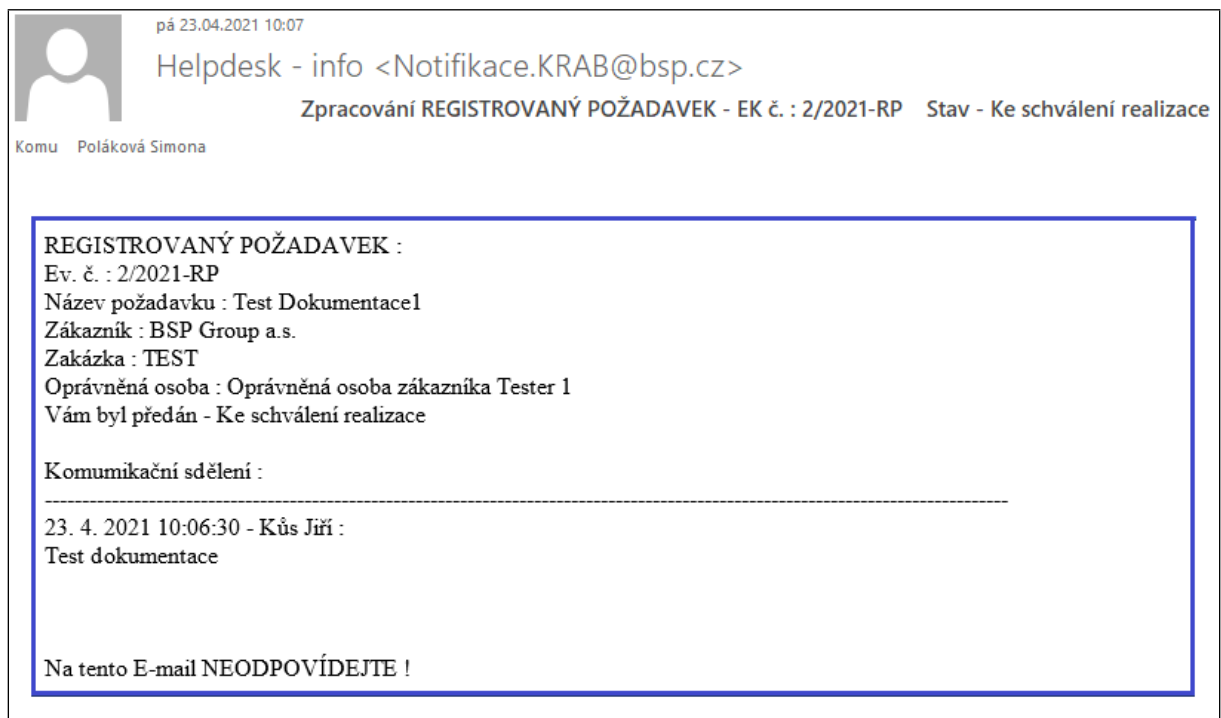 pá 23.04.2021 10:07
Helpdesk - info <Notifikace.KRAB@bsp.cz>
Zpracování REGISTROVANÝ POŽADAVEK - EK č. : 2/2021-RP Stav - Ke schválení realizace
Komu Poláková Simona
REGISTROVANÝ POŽADAVEK :
Ev. č. : 2/2021-RP
Název požadavku : Test Dokumentace1
Zákazník : BSP Group a.s.
Zakázka : TEST
Oprávněná osoba : Oprávněná osoba zákazníka Tester 1
Vám byl předán - Ke schválení realizace
Komumikační sdělení :
--------------------------------------------------------------------------------------------------------------------------------
23. 4. 2021 10:06:30 - Kůs Jiří :
Test dokumentace
Na tento E-mail NEODPOVÍDEJTE !